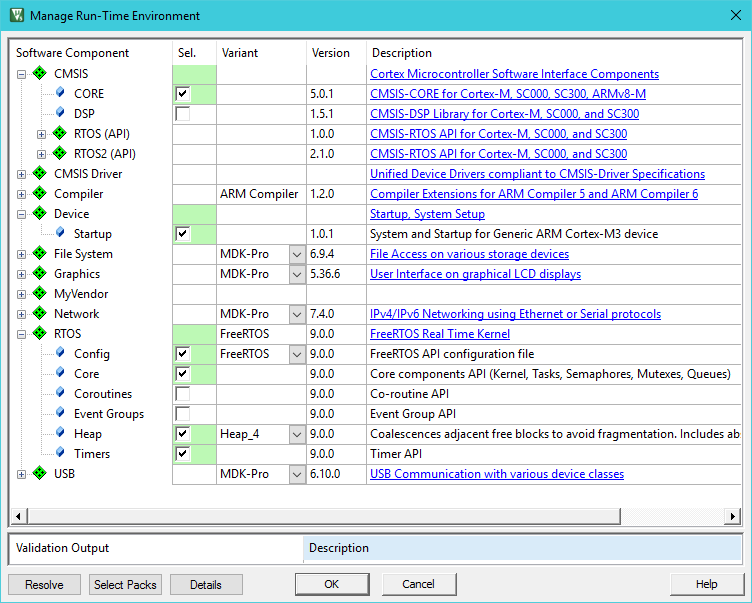 Manage Run-Time Environment
Software Component Sel. Variant Version Description
CMSIS Cortex Microcontroller Software Interface Components
CORE 5.0.1 CMSIS-CORE for Cortex-M, SC000, SC300, ARMv8-M
DSP 1.5.1 CMSIS-DSP Library for Cortex-M, SC000, and SC300
RTOS (API) 1.0.0 CMSIS-RTOS API for Cortex-M, SC000, and SC300
RTOS2 (API) 2.1.0 CMSIS-RTOS API for Cortex-M, SC000, and SC300
CMSIS Driver Unified Device Drivers compliant to CMSIS-Driver Specifications
Compiler ARM Compiler 1.2.0 Compiler Extensions for ARM Compiler 5 and ARM Compiler 6
Device Startup, System Setup
Startup 1.0.1 System and Startup for Generic ARM Cortex-M3 device
File System MDK-Pro 6.9.4 File Access on various storage devices
Graphics MDK-Pro 5.36.6 User Interface on graphical LCD displays
MyVendor
Network MDK-Pro 7.4.0 IPv4/IPv6 Networking using Ethernet or Serial protocols
RTOS FreeRTOS 9.0.0 FreeRTOS Real Time Kernel
Config FreeRTOS 9.0.0 FreeRTOS API configuration file
Core 9.0.0 Core components API (Kernel, Tasks, Semaphores, Mutexes, Queues)
Coroutines 9.0.0 Co-routine API
Event Groups 9.0.0 Event Group API
Heap Heap_4 9.0.0 Coalescences adjacent free blocks to avoid fragmentation. Includes abs
Timers 9.0.0 Timer API
USB MDK-Pro 6.10.0 USB Communication with various device classes
Validation Output Description
Resolve Select Packs Details OK Cancel Help